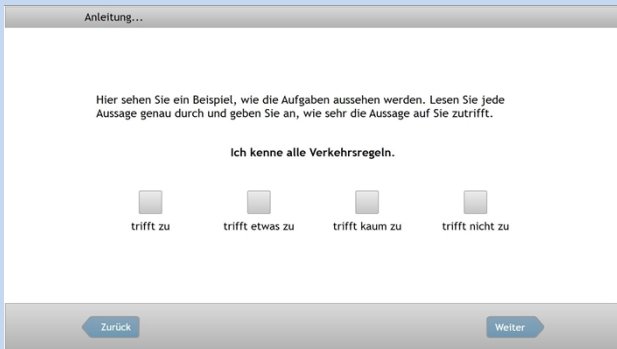 Anleitung...
Hier sehen Sie ein Beispiel, wie die Aufgaben aussehen werden. Lesen Sie jede
Aussage genau durch und geben Sie an, wie sehr die Aussage auf Sie zutrifft.
Ich kenne alle Verkehrsregeln.
trifft zu trifft etwas zu trifft kaum zu trifft nicht zu
Zurück Weiter